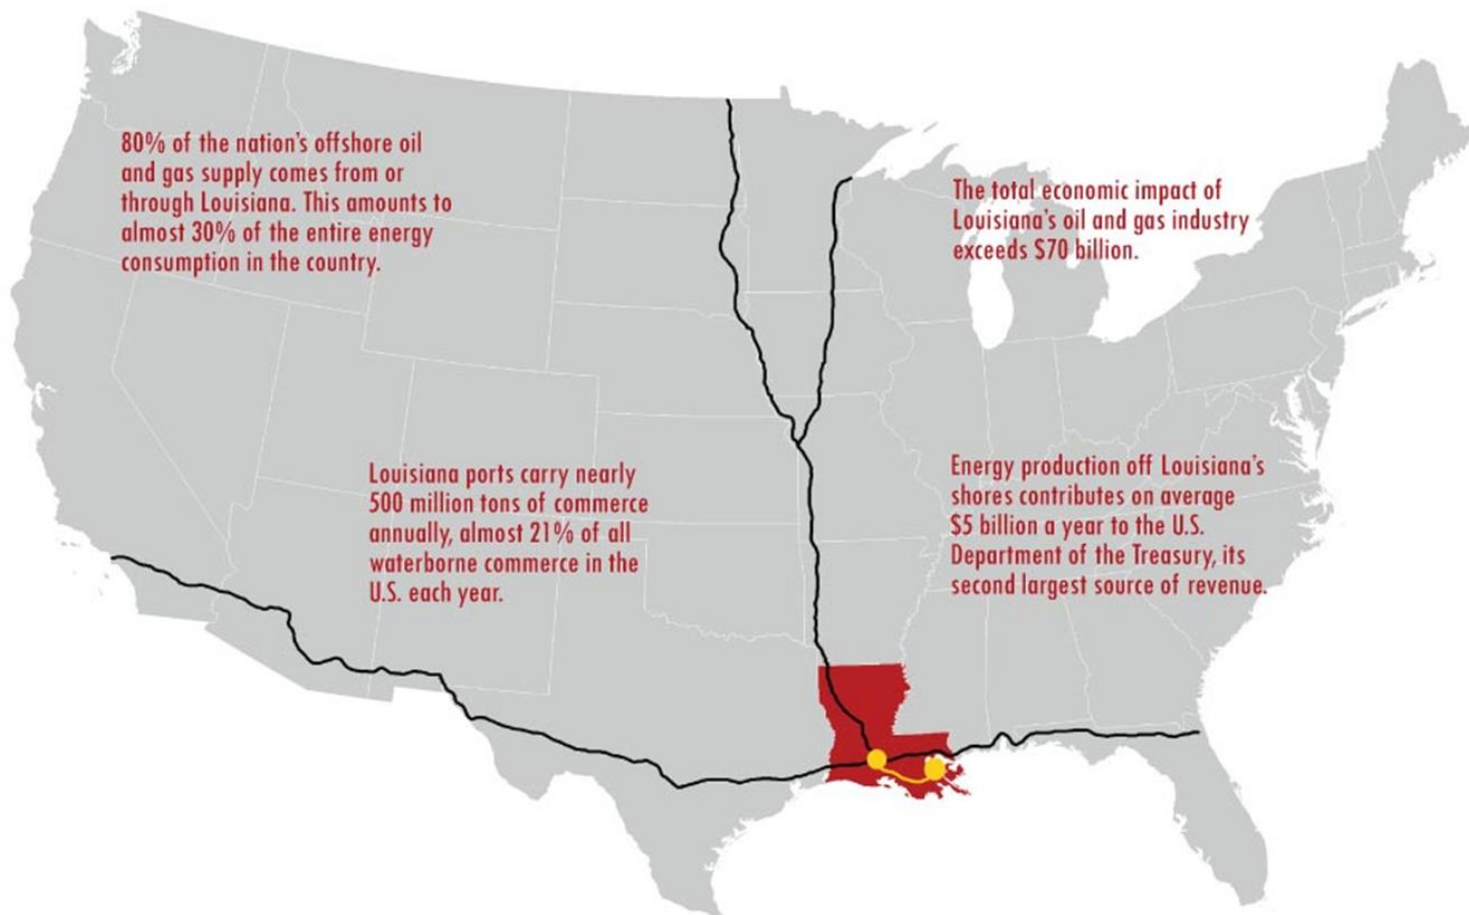 80% of the nation's offshore oil
and gas supply comes from or
through Louisiana. This amounts to
almost 30% of the entire energy
consumption in the country.
The total economic impact of
Louisiana's oil and gas industry
exceeds $70 billion.
Louisiana ports carry nearly
500 million tons of commerce
annually, almost 21% of all
waterborne commerce in the
U.S. each year.
Energy production off Louisiana's
shores contributes on average
$5 billion a year to the U.S.
Department of the Treasury, its
second largest source of revenue.